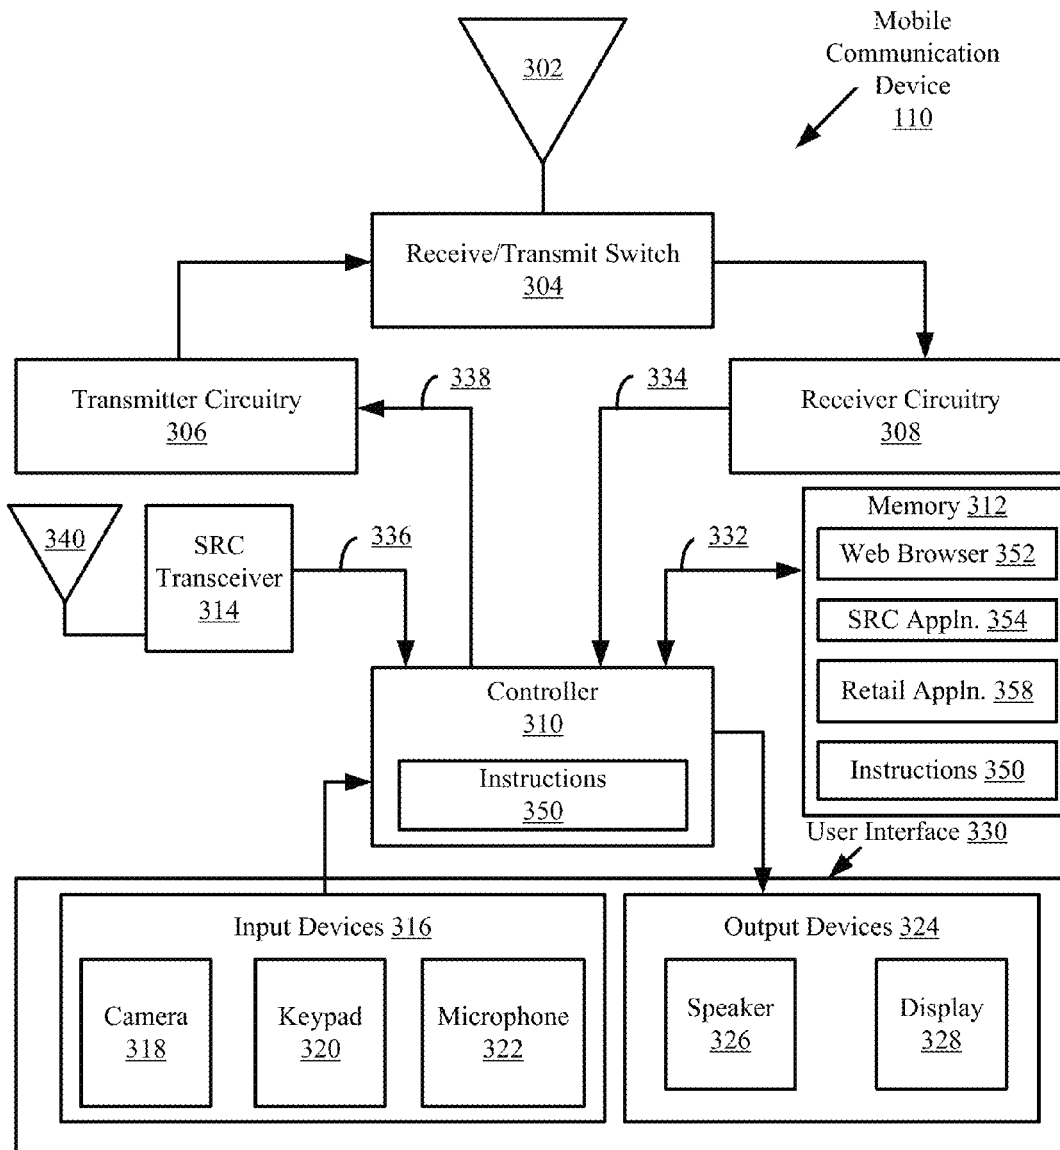 Mobile
Communication
Device
110
302
Receive/Transmit Switch
304
Transmitter Circuitry
306
338
334
Receiver Circuitry
308
340
SRC
Transceiver
314
336
332
Memory 312
Web Browser 352
SRC Appln. 354
Retail Appln. 358
Instructions 350
Controller
310
Instructions
350
User Interface 330
Input Devices 316
Camera
318
Keypad
320
Microphone
322
Output Devices 324
Speaker
326
Display
328